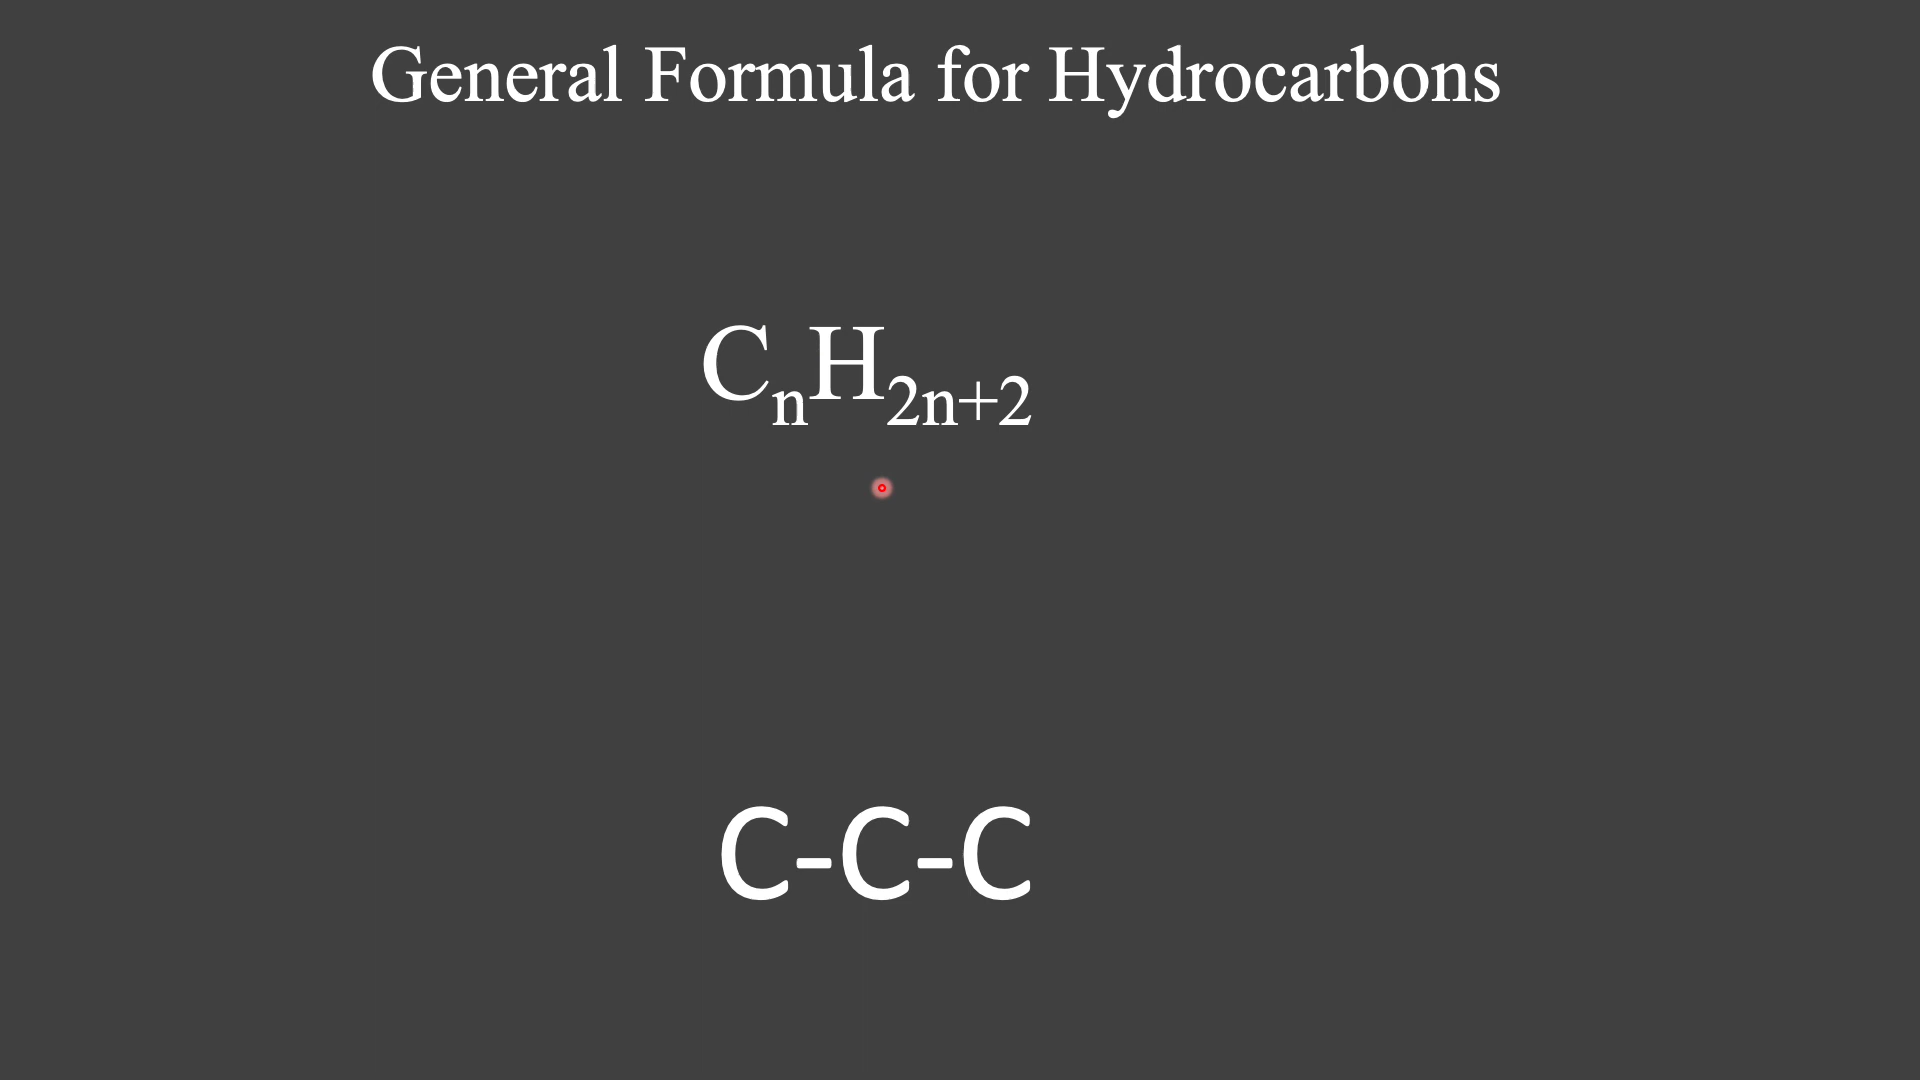 General Formula for Hydrocarbons
CₙH₂ₙ₊₂
C-C-C